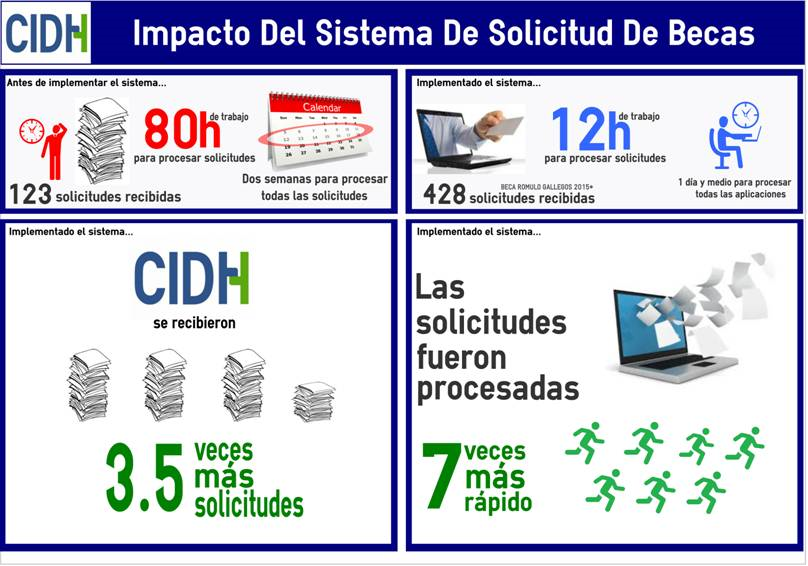 CIDH
Impacto Del Sistema De Solicitud De Becas
Antes de implementar el sistema...
80h
de trabajo
para procesar solicitudes
Calendar
123 solicitudes recibidas
Dos semanas para procesar
todas las solicitudes
Implementado el sistema...
12h
de trabajo
para procesar solicitudes
BECA ROMULO GALLEGOS 2015*
428 solicitudes recibidas
1 día y medio para procesar
todas las aplicaciones
Implementado el sistema...
CIDH
se recibieron
3.5 veces
más
solicitudes
Implementado el sistema...
Las
solicitudes
fueron
procesadas
7 veces
más
rápido